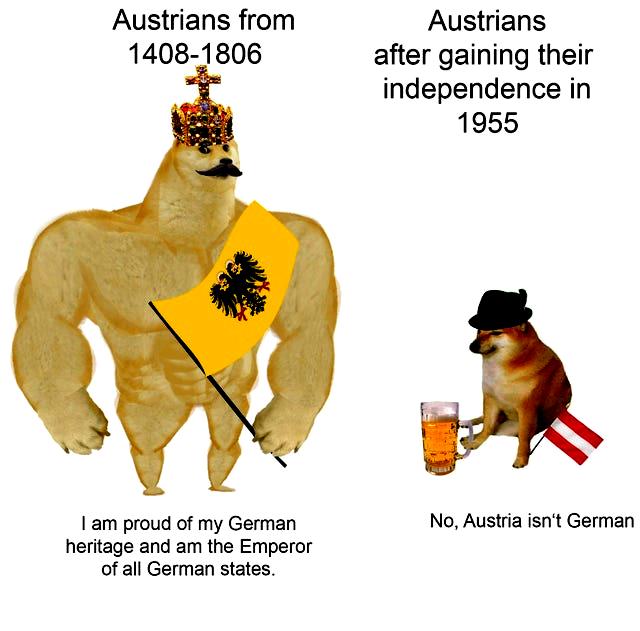 Austrians from
1408-1806
Austrians
after gaining their
independence in
1955
I am proud of my German
heritage and am the Emperor
of all German states.
No, Austria isn‘t German